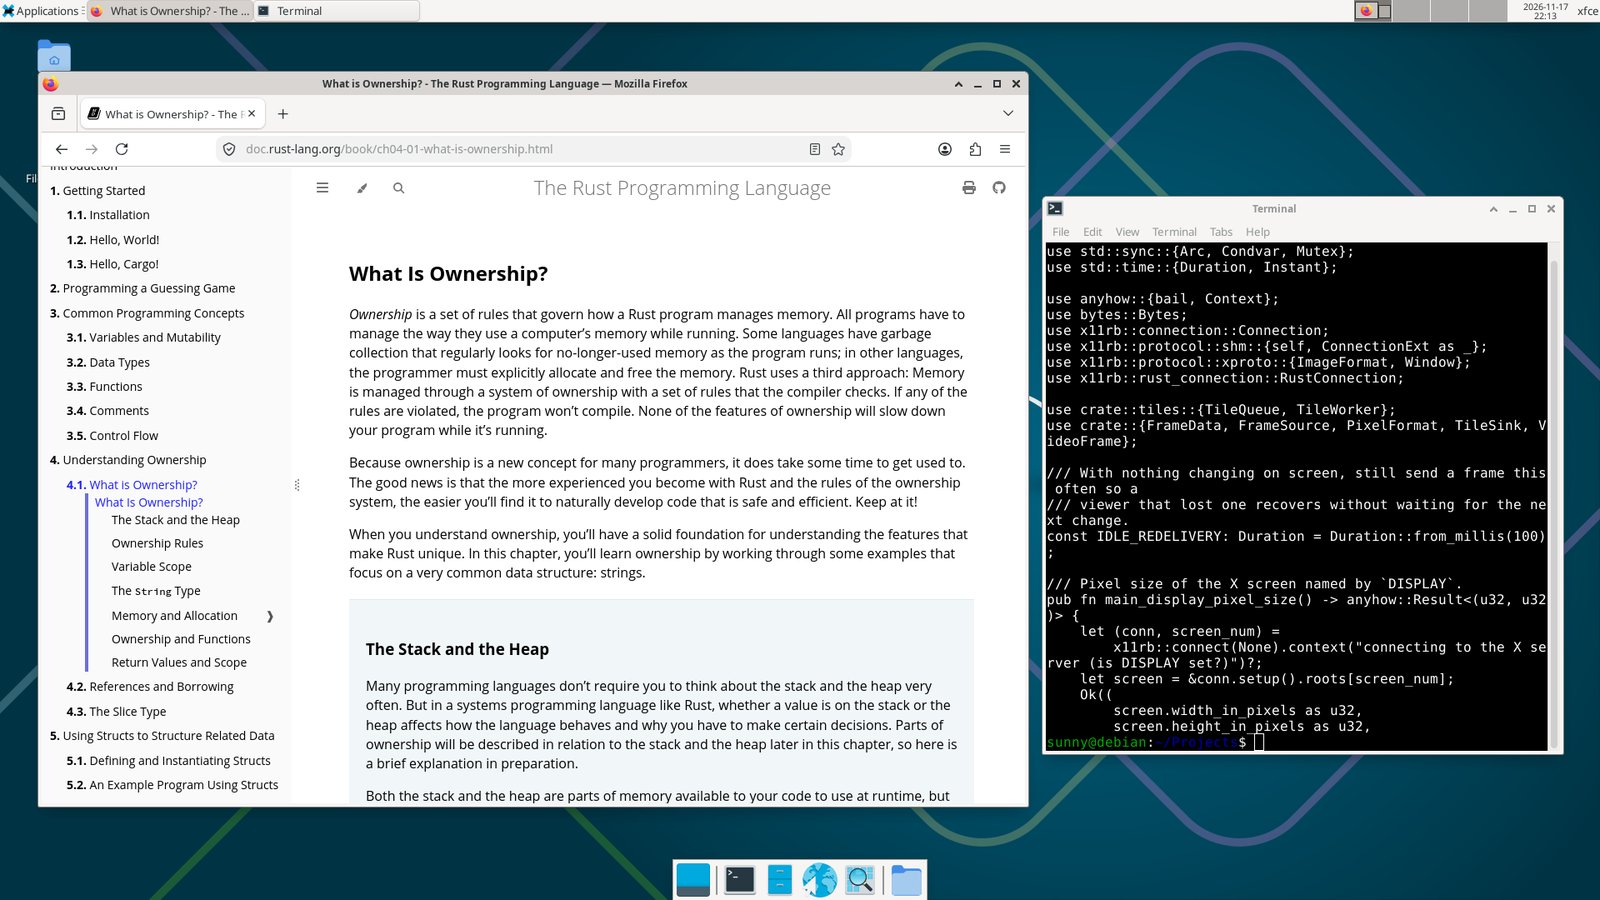 Applications
What is Ownership? - The ...
Terminal
2026-11-17
22:13
xfce
What is Ownership? - The Rust Programming Language — Mozilla Firefox
What is Ownership? - The
doc.rust-lang.org/book/ch04-01-what-is-ownership.html
Introduction
1. Getting Started
1.1. Installation
1.2. Hello, World!
1.3. Hello, Cargo!
2. Programming a Guessing Game
3. Common Programming Concepts
3.1. Variables and Mutability
3.2. Data Types
3.3. Functions
3.4. Comments
3.5. Control Flow
4. Understanding Ownership
4.1. What is Ownership?
What Is Ownership?
The Stack and the Heap
Ownership Rules
Variable Scope
The String Type
Memory and Allocation
Ownership and Functions
Return Values and Scope
4.2. References and Borrowing
4.3. The Slice Type
5. Using Structs to Structure Related Data
5.1. Defining and Instantiating Structs
5.2. An Example Program Using Structs
The Rust Programming Language
What Is Ownership?
Ownership is a set of rules that govern how a Rust program manages memory. All programs have to
manage the way they use a computer’s memory while running. Some languages have garbage
collection that regularly looks for no-longer-used memory as the program runs; in other languages,
the programmer must explicitly allocate and free the memory. Rust uses a third approach: Memory
is managed through a system of ownership with a set of rules that the compiler checks. If any of the
rules are violated, the program won’t compile. None of the features of ownership will slow down
your program while it’s running.
Because ownership is a new concept for many programmers, it does take some time to get used to.
The good news is that the more experienced you become with Rust and the rules of the ownership
system, the easier you’ll find it to naturally develop code that is safe and efficient. Keep at it!
When you understand ownership, you’ll have a solid foundation for understanding the features that
make Rust unique. In this chapter, you’ll learn ownership by working through some examples that
focus on a very common data structure: strings.
The Stack and the Heap
Many programming languages don’t require you to think about the stack and the heap very
often. But in a systems programming language like Rust, whether a value is on the stack or the
heap affects how the language behaves and why you have to make certain decisions. Parts of
ownership will be described in relation to the stack and the heap later in this chapter, so here is
a brief explanation in preparation.
Both the stack and the heap are parts of memory available to your code to use at runtime, but
Terminal
File Edit View Terminal Tabs Help
use std::sync::{Arc, Condvar, Mutex};
use std::time::{Duration, Instant};
use anyhow::{bail, Context};
use bytes::Bytes;
use x11rb::connection::Connection;
use x11rb::protocol::shm::{self, ConnectionExt as _};
use x11rb::protocol::xproto::{ImageFormat, Window};
use x11rb::rust_connection::RustConnection;
use crate::tiles::{TileQueue, TileWorker};
use crate::{FrameData, FrameSource, PixelFormat, TileSink, V
ideoFrame};
/// With nothing changing on screen, still send a frame this
 often so a
/// viewer that lost one recovers without waiting for the ne
xt change.
const IDLE_REDELIVERY: Duration = Duration::from_millis(100)
;
/// Pixel size of the X screen named by `DISPLAY`.
pub fn main_display_pixel_size() -> anyhow::Result<(u32, u32
)> {
    let (conn, screen_num) =
        x11rb::connect(None).context("connecting to the X se
rver (is DISPLAY set?)")?;
    let screen = &conn.setup().roots[screen_num];
    Ok((
        screen.width_in_pixels as u32,
        screen.height_in_pixels as u32,
sunny@debian:~/Projects$